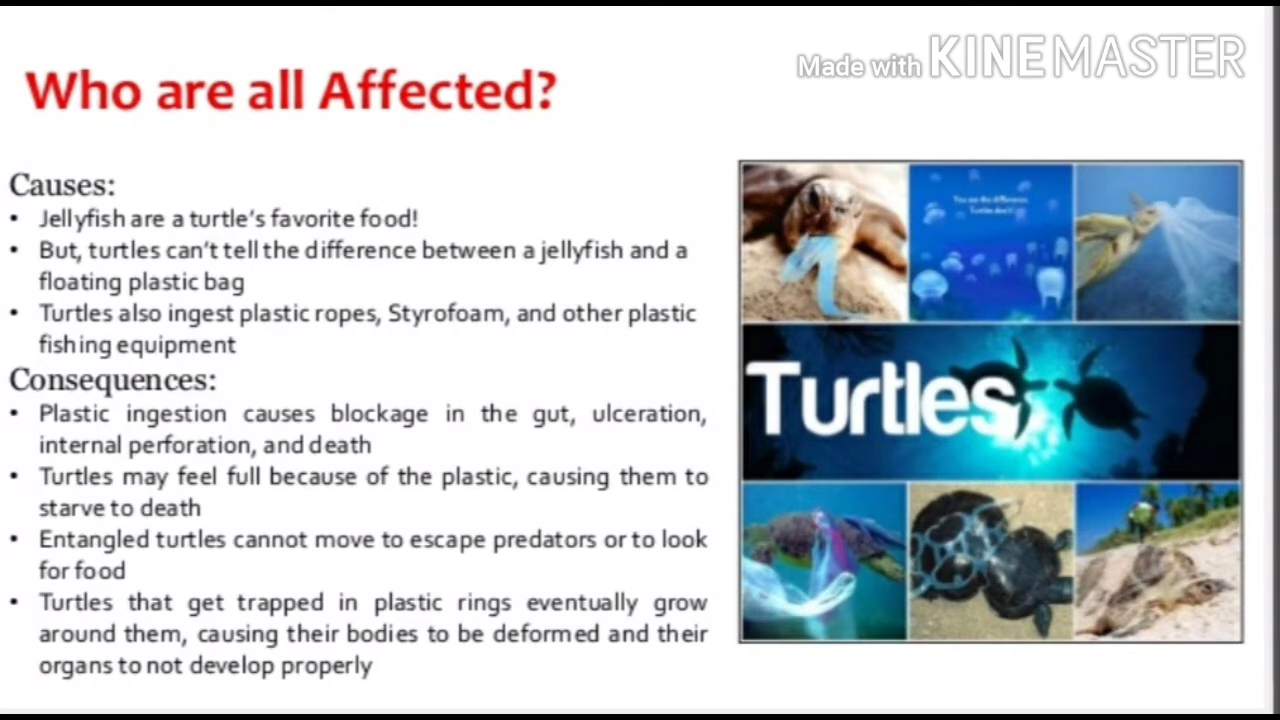 Made with KINEMASTER
Who are all Affected?
Causes:
• Jellyfish are a turtle's favorite food!
• But, turtles can't tell the difference between a jellyfish and a
floating plastic bag
• Turtles also ingest plastic ropes, Styrofoam, and other plastic
fishing equipment
Consequences:
• Plastic ingestion causes blockage in the gut, ulceration,
internal perforation, and death
• Turtles may feel full because of the plastic, causing them to
starve to death
• Entangled turtles cannot move to escape predators or to look
for food
• Turtles that get trapped in plastic rings eventually grow
around them, causing their bodies to be deformed and their
organs to not develop properly
Turtles